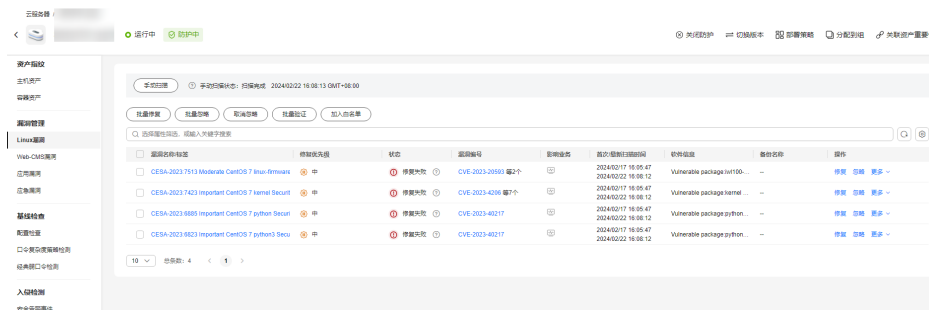 云服务器 /
运行中 防护中 关闭防护 切换版本 部署策略 分配到组 关联资产重要
资产指纹
主机资产
容器资产
漏洞管理
Linux漏洞
Web-CMS漏洞
应用漏洞
应急漏洞
基线检查
配置检查
口令复杂度策略检测
经典弱口令检测
入侵检测
安全告警事件
手动扫描 手动扫描状态：扫描完成 2024/02/22 16:08:13 GMT+08:00
批量修复 批量忽略 取消忽略 批量验证 加入白名单
选择属性筛选，或输入关键字搜索
漏洞名称/标签 修复优先级 状态 漏洞编号 影响业务 首次/最新扫描时间 软件信息 备份名称 操作
CESA-2023:7513 Moderate CentOS 7 linux-firmware 中 修复失败 CVE-2023-20593 等2个 2024/02/17 16:05:47 Vulnerable package:iwl100-... -- 修复 忽略 更多
2024/02/22 16:08:12
CESA-2023:7423 Important CentOS 7 kernel Securit 中 修复失败 CVE-2023-4206 等7个 2024/02/17 16:05:47 Vulnerable package:kernel ... -- 修复 忽略 更多
2024/02/22 16:08:12
CESA-2023:6885 Important CentOS 7 python Securi 中 修复失败 CVE-2023-40217 2024/02/17 16:05:47 Vulnerable package:python... -- 修复 忽略 更多
2024/02/22 16:08:12
CESA-2023:6823 Important CentOS 7 python3 Secu 中 修复失败 CVE-2023-40217 2024/02/17 16:05:47 Vulnerable package:python... -- 修复 忽略 更多
2024/02/22 16:08:12
10 总条数：4 1